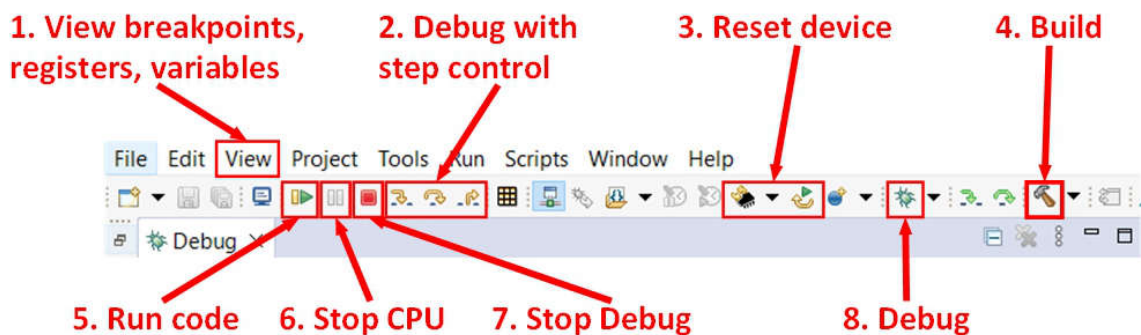 1. View breakpoints,
registers, variables
2. Debug with
step control
3. Reset device
4. Build
File Edit View Project Tools Run Scripts Window Help
Debug
5. Run code
6. Stop CPU
7. Stop Debug
8. Debug